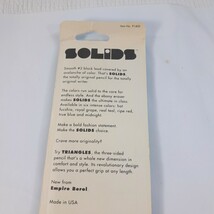 SOLIDS
Smooth #2 black lead covered by an
avalanche of color. That's SOLIDS,
the totally original pencil for the totally
original writer.
The colors run solid to the core for
endless style. And the ebony eraser
makes SOLIDS the ultimate in class.
Available in six colors: hot fuchsia,
bonfire, royal grape, real teal, ripe red,
true blue and midnight.
Make a bold fashion statement
Make the SOLIDS choice.
Crave more originality?
Try TRIANGLES, the three sided
pencil that's a whole new dimension in
comfort and style. Its revolutionary design
allows you a perfect grip at any length.
New from
Empire Berol
Made in USA